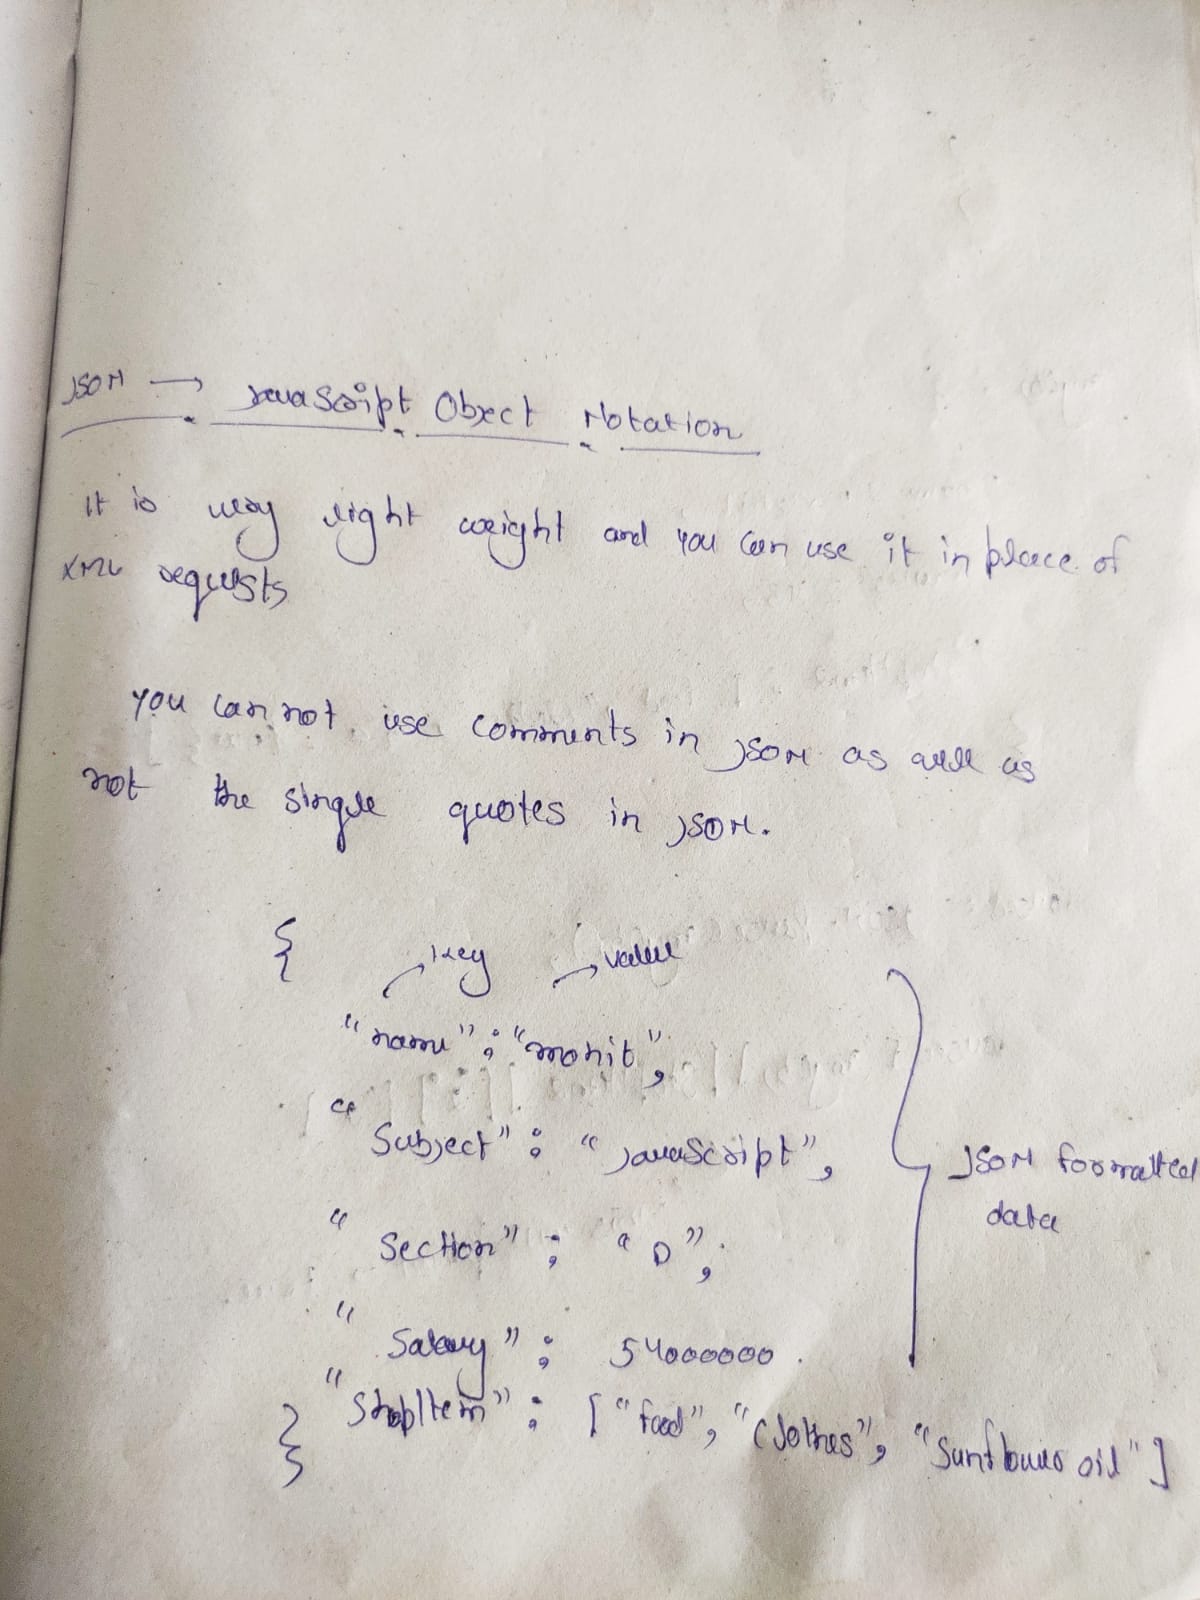 JSON → JavaScript Object Notation
It is very light weight and you can use it in place of
XML requests
you can not use comments in JSON as well as
not the single quotes in JSON.
{ key value
"name" : "mohit",
"Subject" : "JavaScript",
JSON formatted
data
"Section" : "D",
"Salary" : 54000000.
"ShopItem" : ["food", "Clothes", "Sunflower oil"]
}